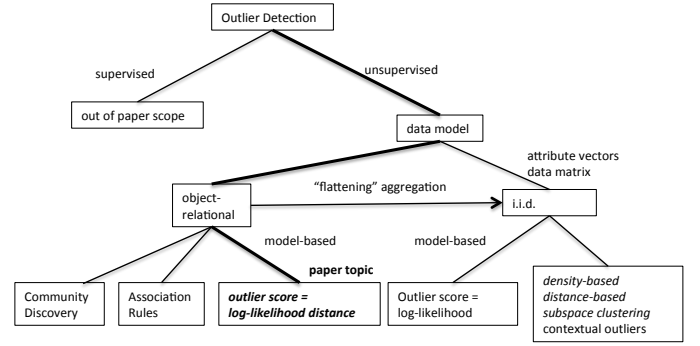 Outlier Detection
supervised
unsupervised
out of paper scope
data model
attribute vectors
data matrix
"flattening" aggregation
object-
relational
i.i.d.
model-based
model-based
paper topic
Community
Discovery
Association
Rules
outlier score =
log-likelihood distance
Outlier score =
log-likelihood
density-based
distance-based
subspace clustering
contextual outliers